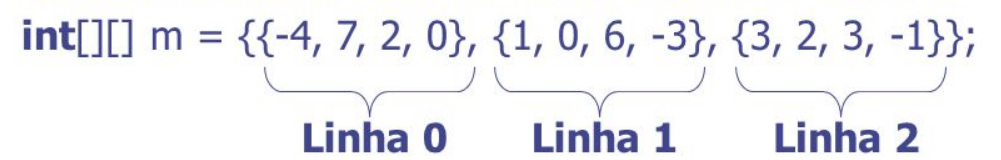 int[][] m = {{-4, 7, 2, 0}, {1, 0, 6, -3}, {3, 2, 3, -1}};
Linha 0 Linha 1 Linha 2